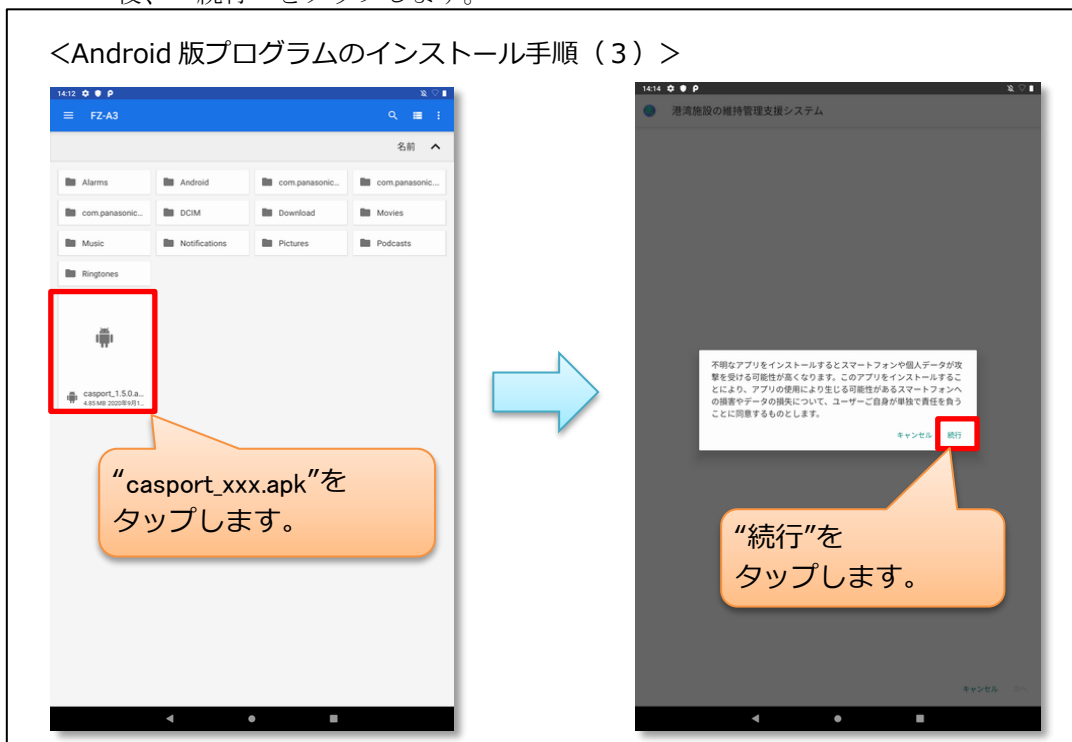 後、“続行”をタップします。
<Android 版プログラムのインストール手順（3）>
14:12
FZ-A3
名前
Alarms
Android
com.panasonic...
com.panasonic...
com.panasonic...
DCIM
Download
Movies
Music
Notifications
Pictures
Podcasts
Ringtones
casport_1.5.0.a...
4.85 MB 2020年9月1...
“casport_xxx.apk”を
タップします。
14:14
港湾施設の維持管理支援システム
不明なアプリをインストールするとスマートフォンや個人データが攻
撃を受ける可能性が高くなります。このアプリをインストールするこ
とにより、アプリの使用により生じる可能性があるスマートフォンへ
の損害やデータの損失について、ユーザーご自身が単独で責任を負う
ことに同意するものとします。
キャンセル 続行
“続行”を
タップします。
キャンセル